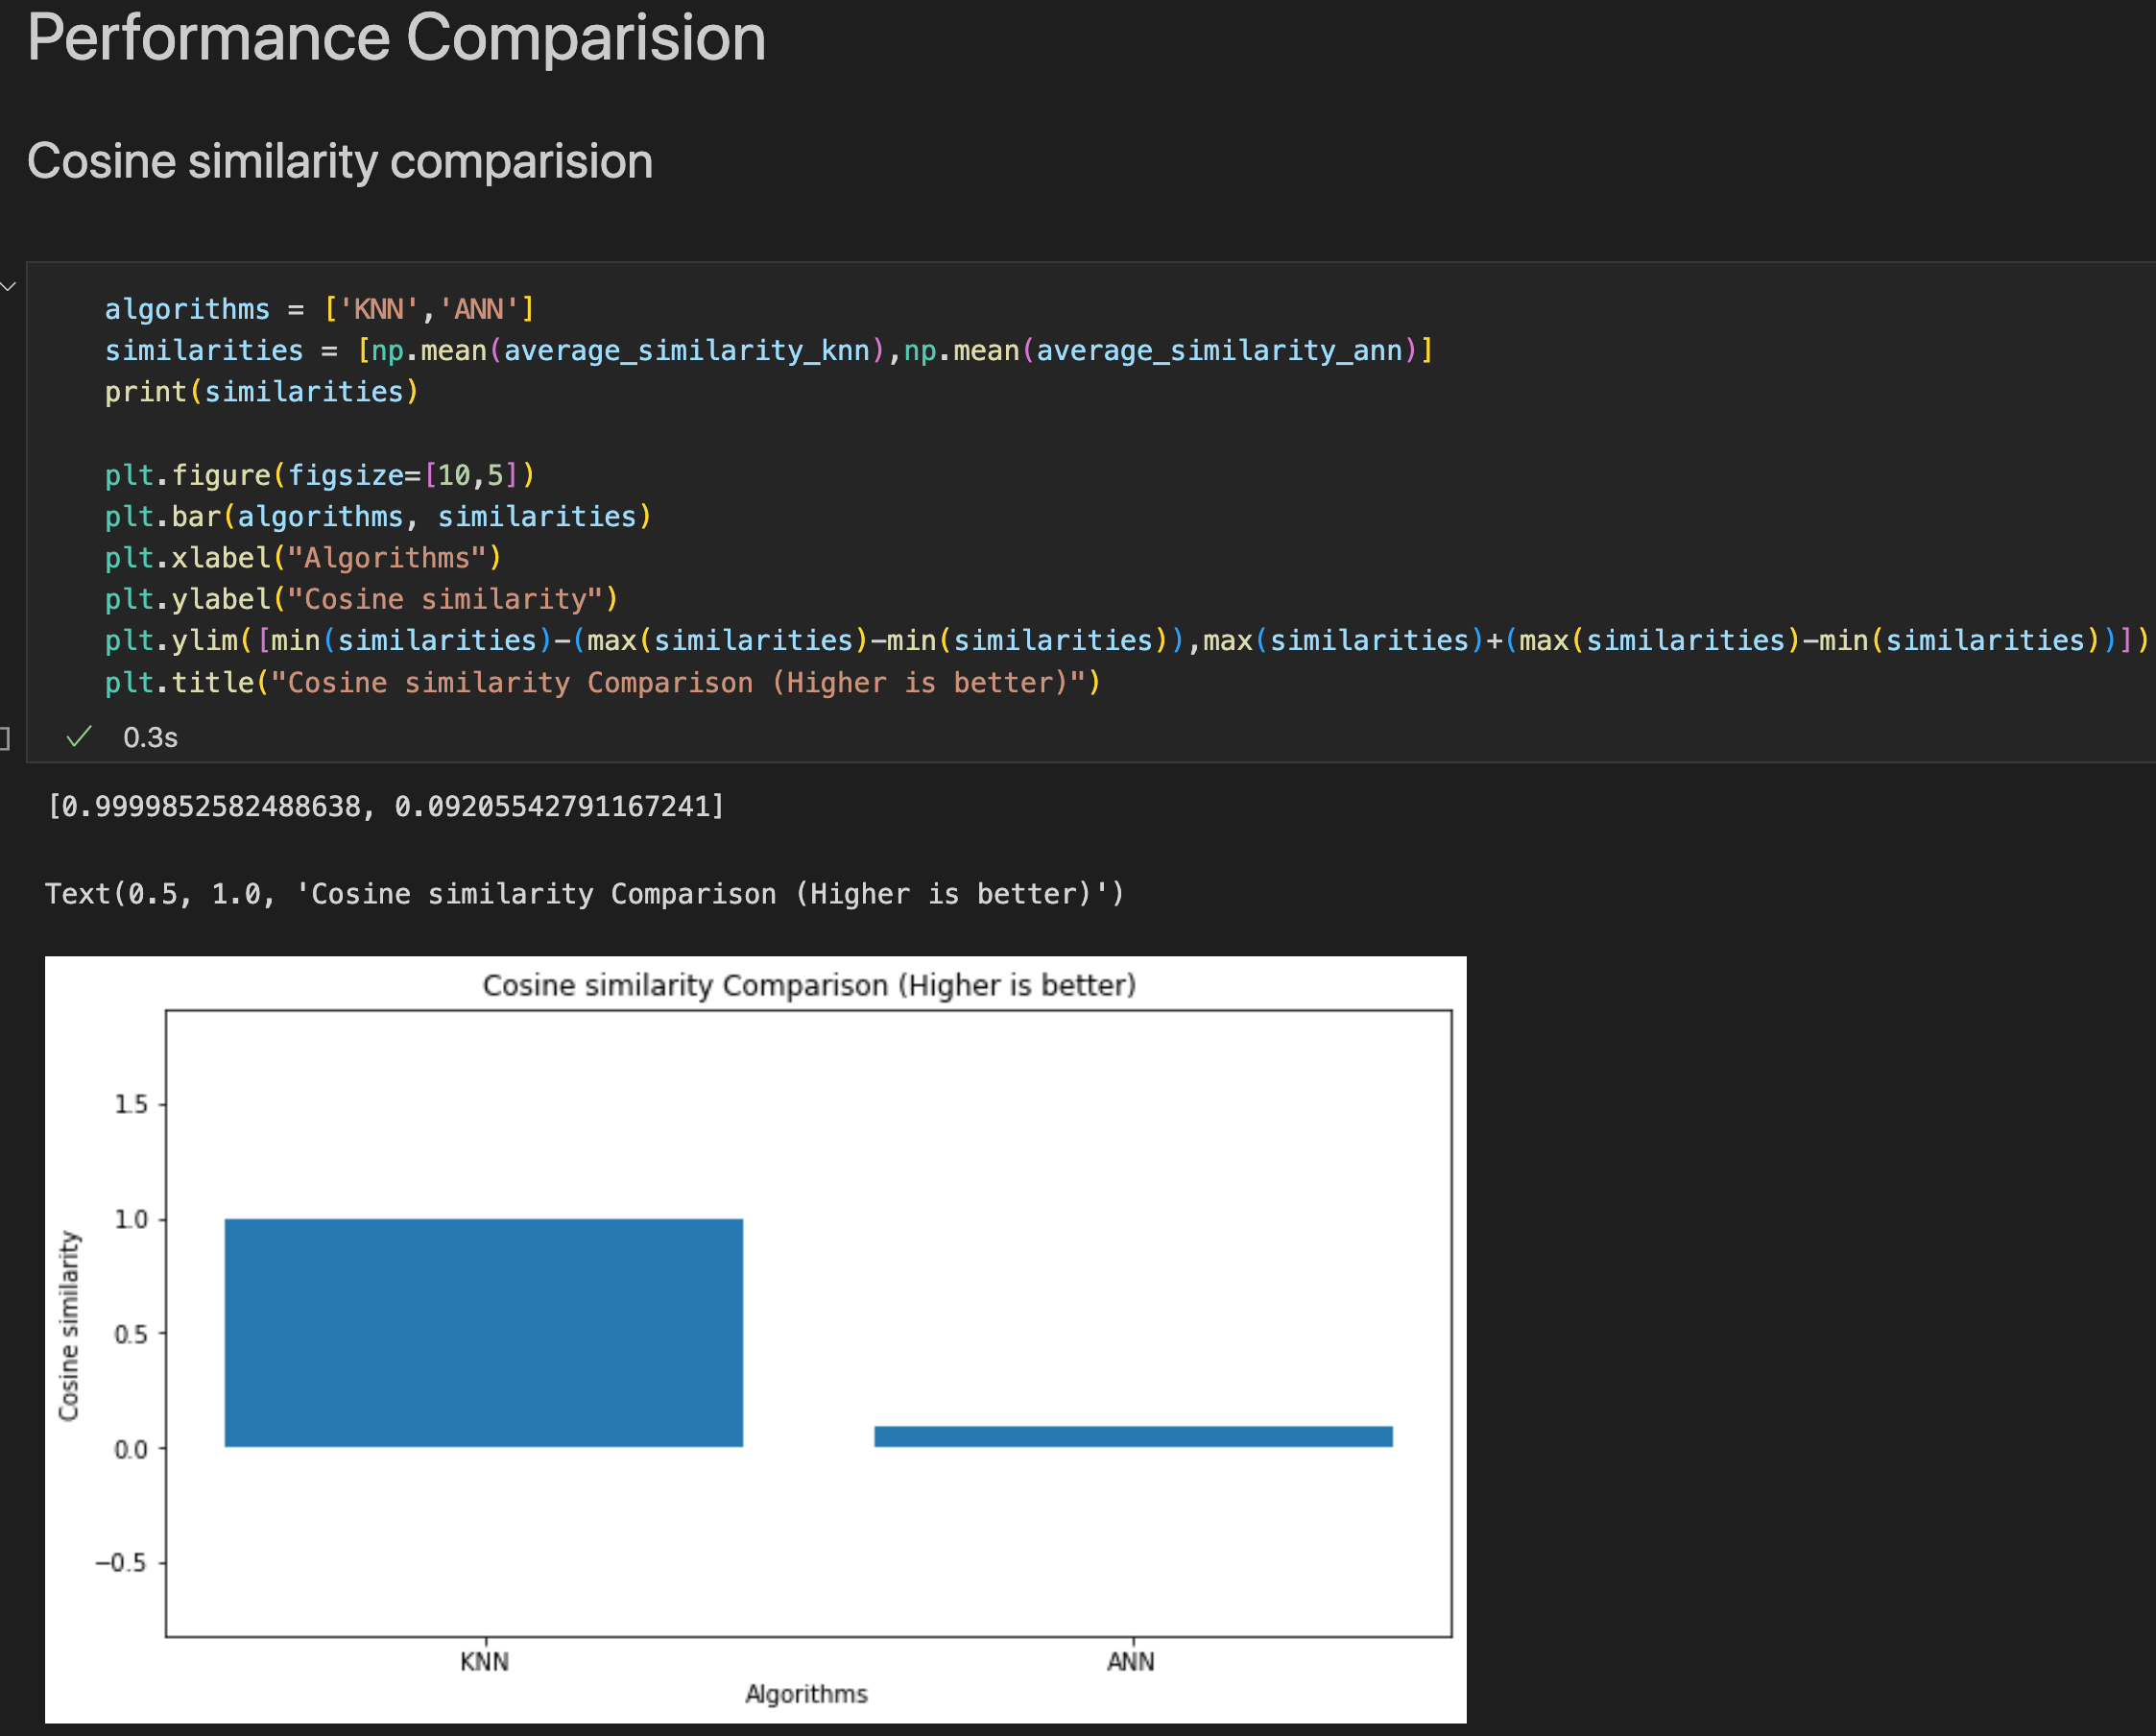 Performance Comparision
Cosine similarity comparision
algorithms = ['KNN','ANN']
similarities = [np.mean(average_similarity_knn),np.mean(average_similarity_ann)]
print(similarities)
plt.figure(figsize=[10,5])
plt.bar(algorithms, similarities)
plt.xlabel("Algorithms")
plt.ylabel("Cosine similarity")
plt.ylim([min(similarities)-(max(similarities)-min(similarities)),max(similarities)+(max(similarities)-min(similarities))])
plt.title("Cosine similarity Comparison (Higher is better)")
0.3s
[0.9999852582488638, 0.09205542791167241]
Text(0.5, 1.0, 'Cosine similarity Comparison (Higher is better)')
Cosine similarity Comparison (Higher is better)
1.5
1.0
0.5
0.0
−0.5
Cosine similarity
KNN
ANN
Algorithms